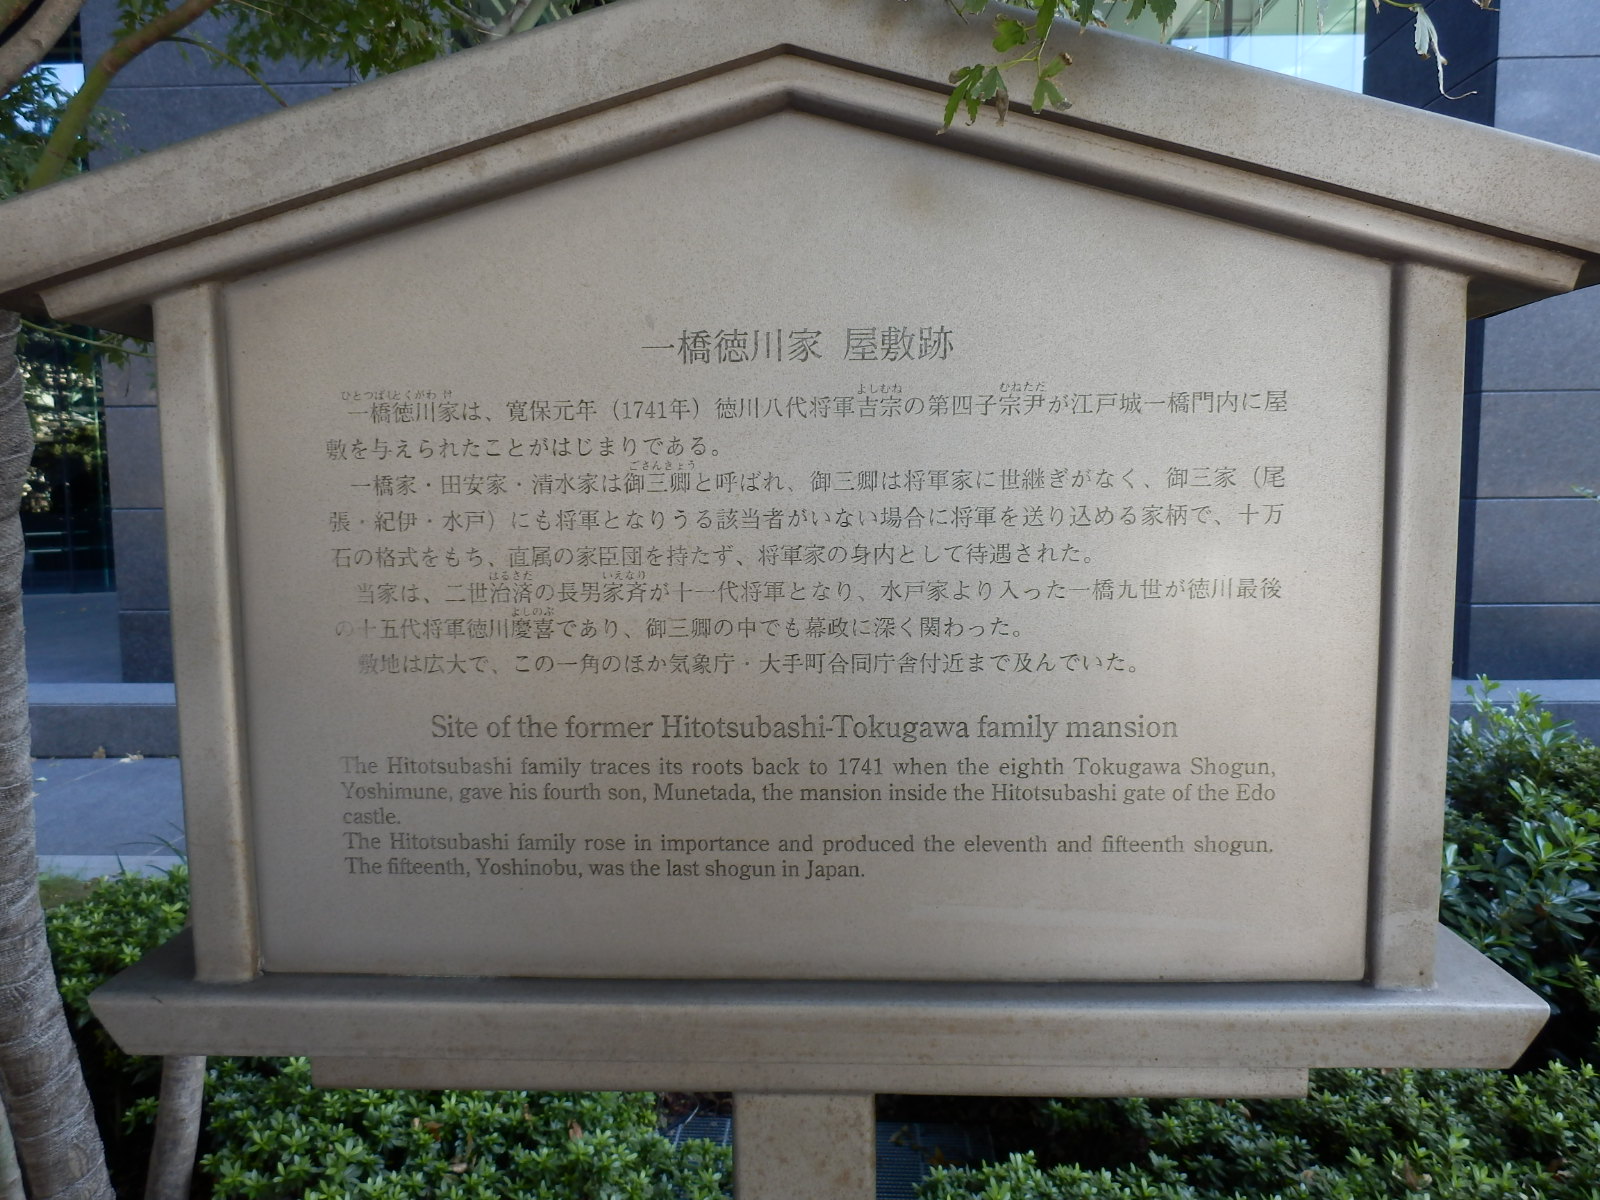 一橋徳川家 屋敷跡
ひとつばしとくがわ け よしむね むねただ
一橋徳川家は、寛保元年（1741年）徳川八代将軍吉宗の第四子宗尹が江戸城一橋門内に屋
敷を与えられたことがはじまりである。
ごさんきょう
一橋家・田安家・清水家は御三卿と呼ばれ、御三卿は将軍家に世継ぎがなく、御三家（尾
張・紀伊・水戸）にも将軍となりうる該当者がいない場合に将軍を送り込める家柄で、十万
石の格式をもち、直属の家臣団を持たず、将軍家の身内として待遇された。
はるさだ いえなり
当家は、二世治済の長男家斉が十一代将軍となり、水戸家より入った一橋九世が徳川最後
よしのぶ
の十五代将軍徳川慶喜であり、御三卿の中でも幕政に深く関わった。
敷地は広大で、この一角のほか気象庁・大手町合同庁舎付近まで及んでいた。
Site of the former Hitotsubashi-Tokugawa family mansion
The Hitotsubashi family traces its roots back to 1741 when the eighth Tokugawa Shogun,
Yoshimune, gave his fourth son, Munetada, the mansion inside the Hitotsubashi gate of the Edo
castle.
The Hitotsubashi family rose in importance and produced the eleventh and fifteenth shogun.
The fifteenth, Yoshinobu, was the last shogun in Japan.